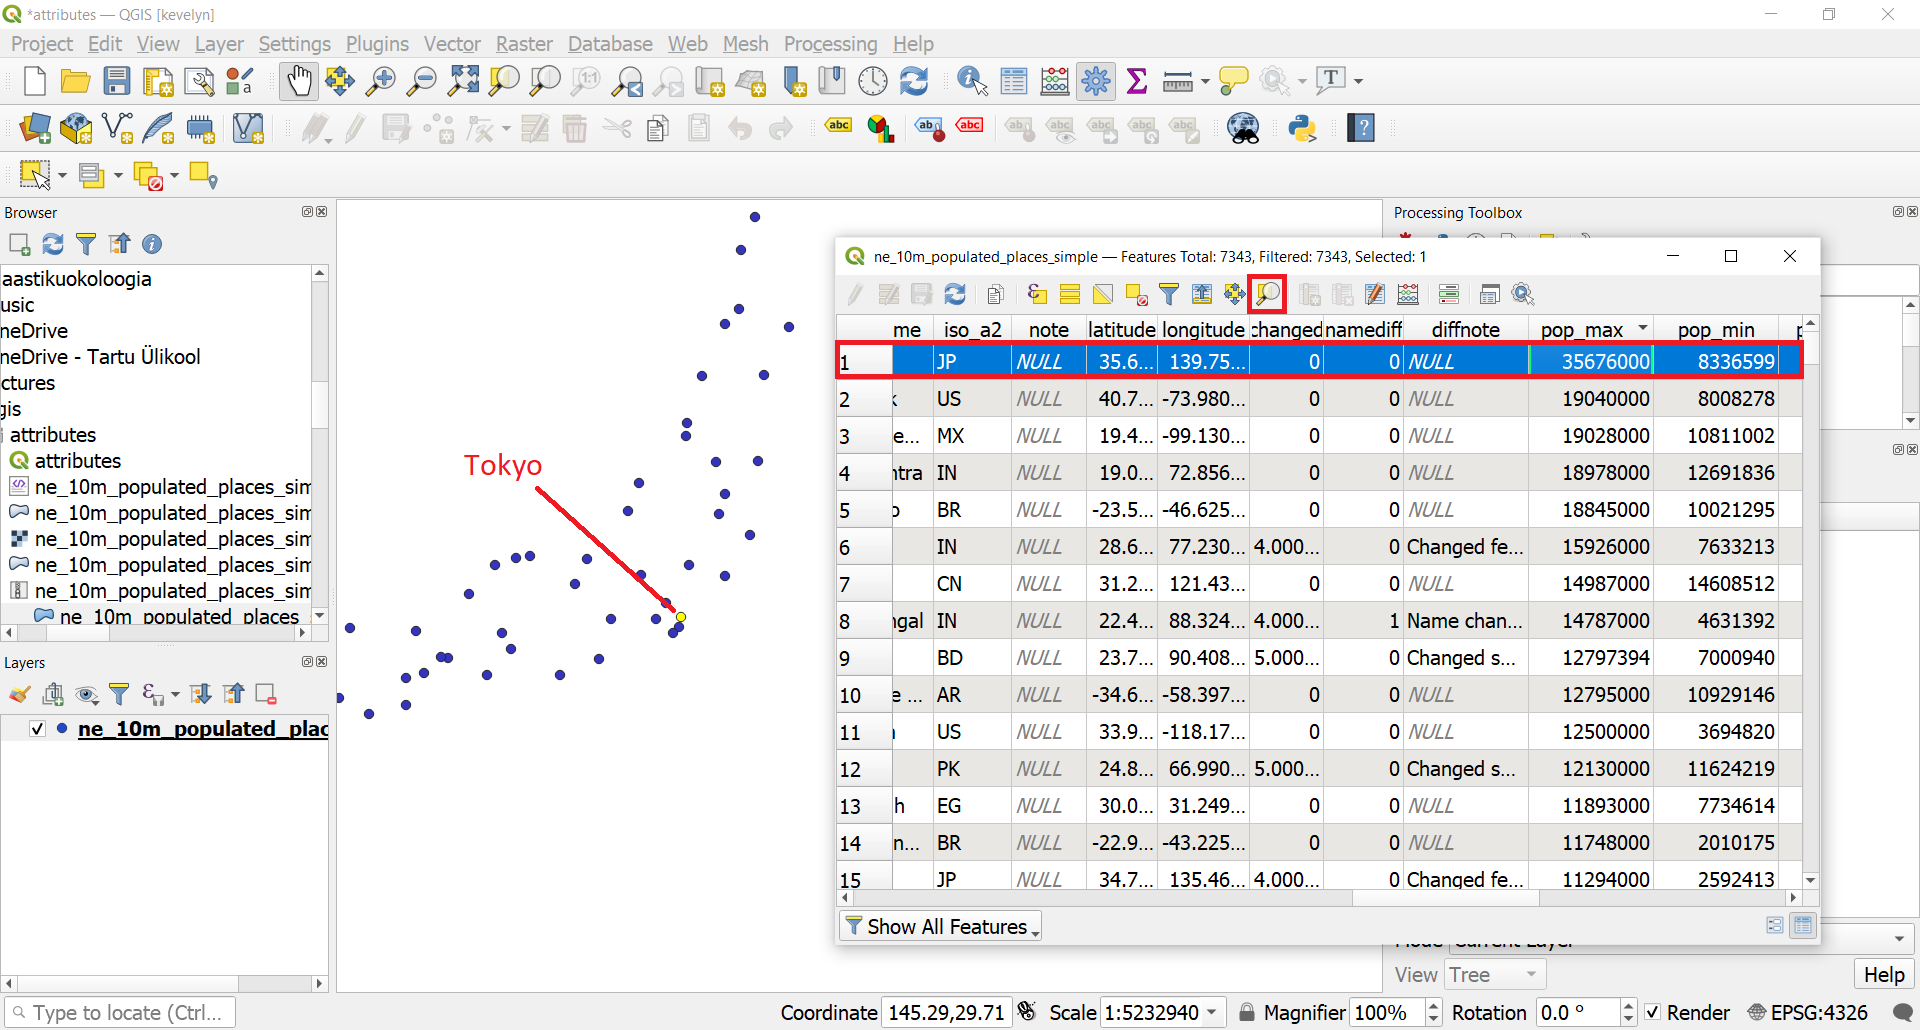 *attributes — QGIS [kevelyn]
Project Edit View Layer Settings Plugins Vector Raster Database Web Mesh Processing Help
Browser
aastikuokoloogia
usic
neDrive
neDrive - Tartu Ülikool
ctures
gis
attributes
attributes
ne_10m_populated_places_sim
ne_10m_populated_places_sim
ne_10m_populated_places_sim
ne_10m_populated_places_sim
ne_10m_populated_places_sim
ne_10m_populated_places
Layers
ne_10m_populated_plac
Tokyo
Processing Toolbox
ne_10m_populated_places_simple — Features Total: 7343, Filtered: 7343, Selected: 1
me iso_a2 note latitude longitude changed namediff diffnote pop_max pop_min
1 JP NULL 35.6... 139.75... 0 0 NULL 35676000 8336599
2 US NULL 40.7... -73.980... 0 0 NULL 19040000 8008278
3 e... MX NULL 19.4... -99.130... 0 0 NULL 19028000 10811002
4 ntra IN NULL 19.0... 72.856... 0 0 NULL 18978000 12691836
5 o BR NULL -23.5... -46.625... 0 0 NULL 18845000 10021295
6 IN NULL 28.6... 77.230... 4.000... 0 Changed fe... 15926000 7633213
7 CN NULL 31.2... 121.43... 0 0 NULL 14987000 14608512
8 ngal IN NULL 22.4... 88.324... 4.000... 1 Name chan... 14787000 4631392
9 BD NULL 23.7... 90.408... 5.000... 0 Changed s... 12797394 7000940
10 e ... AR NULL -34.6... -58.397... 0 0 NULL 12795000 10929146
11 US NULL 33.9... -118.17... 0 0 NULL 12500000 3694820
12 PK NULL 24.8... 66.990... 5.000... 0 Changed s... 12130000 11624219
13 h EG NULL 30.0... 31.249... 0 0 NULL 11893000 7734614
14 n... BR NULL -22.9... -43.225... 0 0 NULL 11748000 2010175
15 JP NULL 34.7... 135.46... 4.000... 0 Changed fe... 11294000 2592413
Show All Features
Mode Current Layer
View Tree Help
Type to locate (Ctrl... Coordinate 145.29,29.71 Scale 1:5232940 Magnifier 100% Rotation 0.0 ° Render EPSG:4326